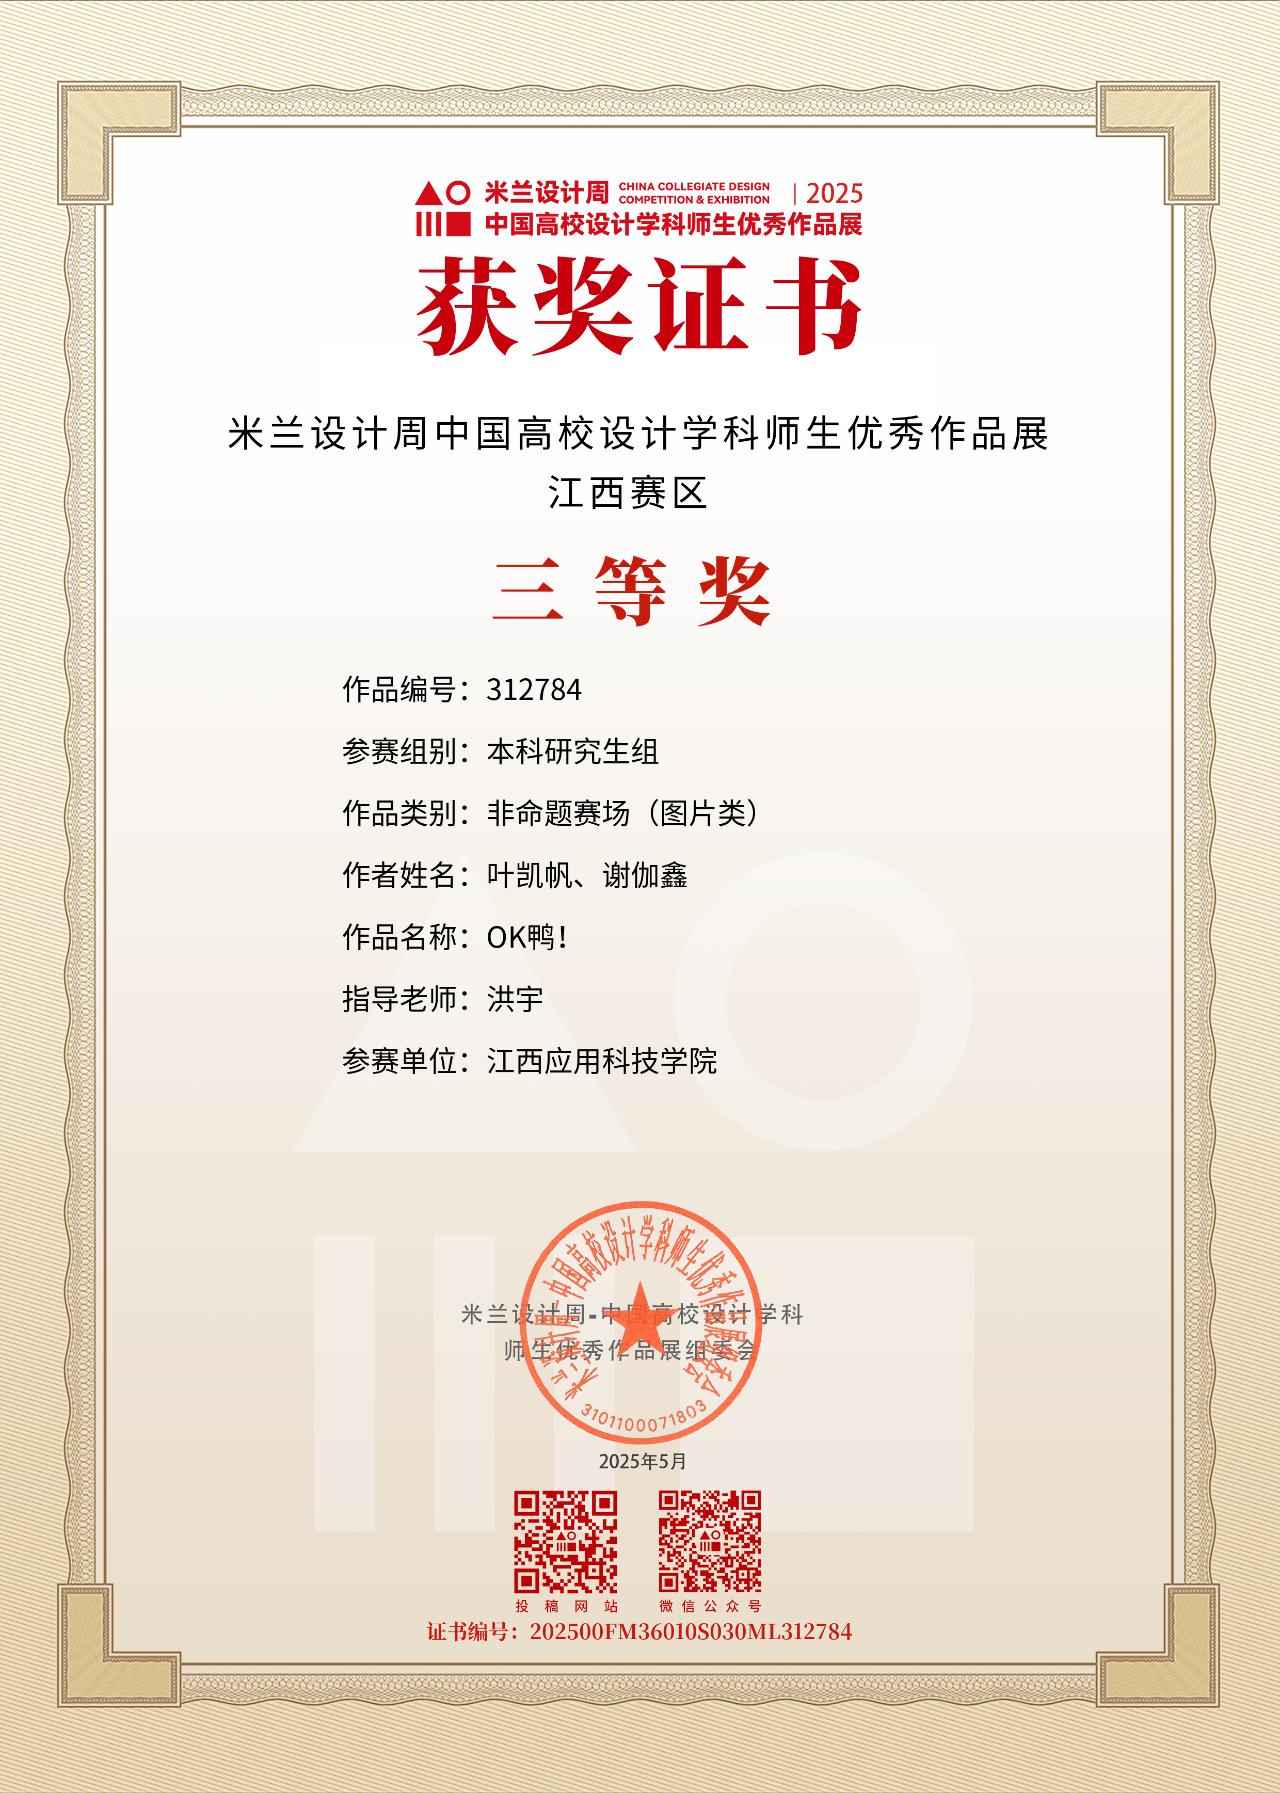 米兰设计周 CHINA COLLEGIATE DESIGN COMPETITION & EXHIBITION | 2025
中国高校设计学科师生优秀作品展
获奖证书
米兰设计周中国高校设计学科师生优秀作品展
江西赛区
三等奖
作品编号：312784
参赛组别：本科研究生组
作品类别：非命题赛场（图片类）
作者姓名：叶凯帆、谢伽鑫
作品名称：OK鸭！
指导老师：洪宇
参赛单位：江西应用科技学院
米兰设计周-中国高校设计学科
师生优秀作品展组委会
米兰设计周-中国高校设计学科师生优秀作品展组委会
3101100071803
2025年5月
投稿网站 微信公众号
证书编号：202500FM36010S030ML312784